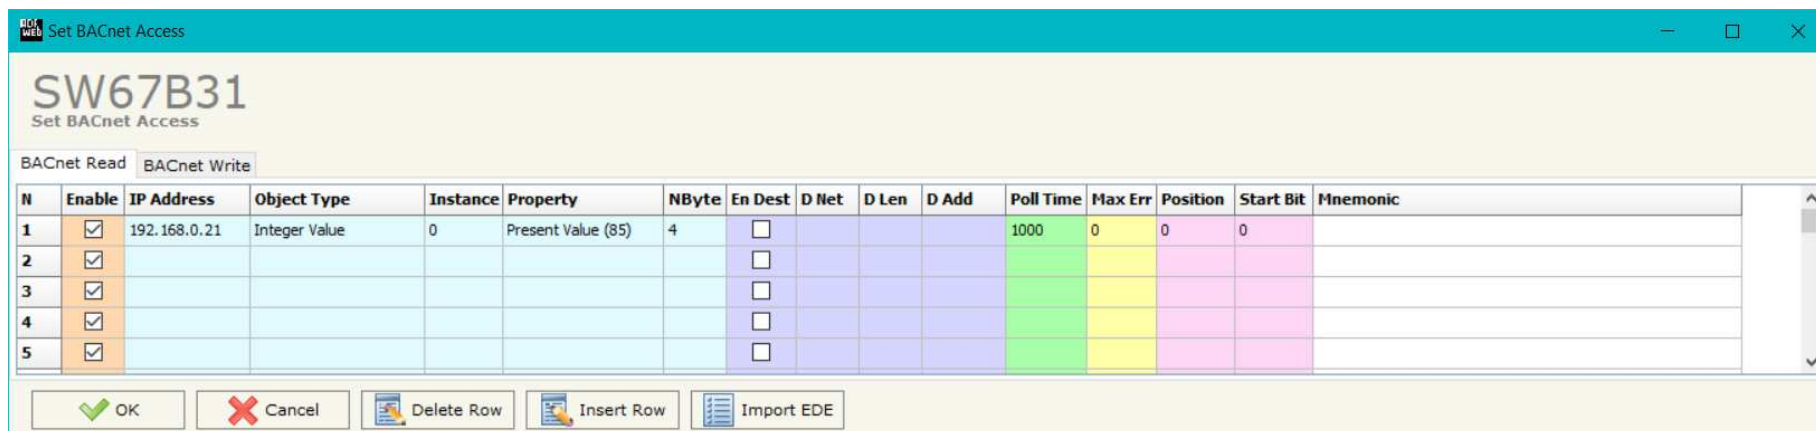 ADF WEB Set BACnet Access
SW67B31
Set BACnet Access
BACnet Read BACnet Write
N Enable IP Address Object Type Instance Property NByte En Dest D Net D Len D Add Poll Time Max Err Position Start Bit Mnemonic
1 192.168.0.21 Integer Value 0 Present Value (85) 4 1000 0 0 0
2
3
4
5
OK Cancel Delete Row Insert Row Import EDE